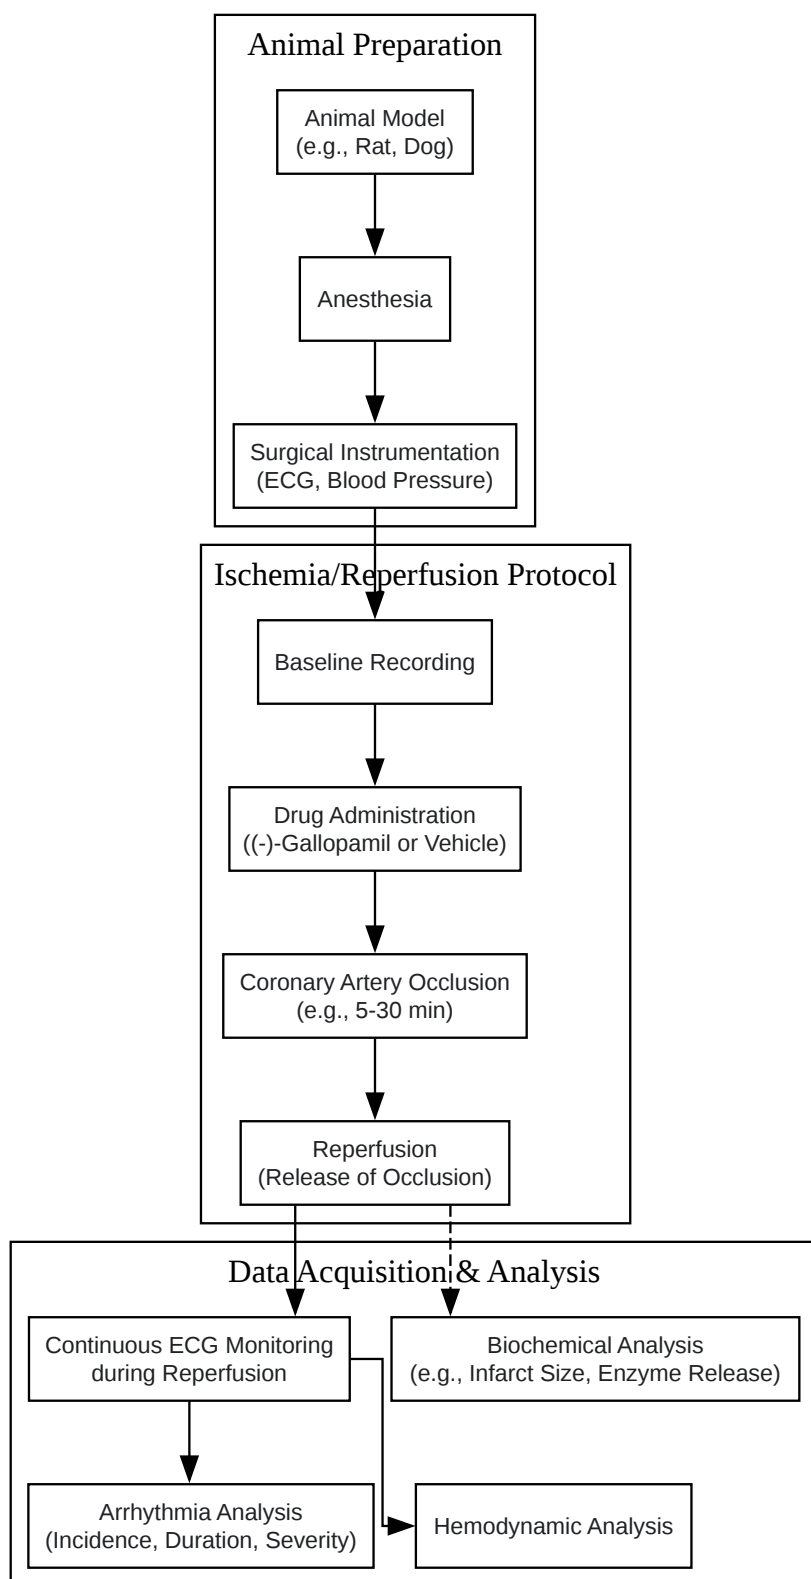 Animal Preparation
Animal Model
(e.g., Rat, Dog)
Anesthesia
Surgical Instrumentation
(ECG, Blood Pressure)
Ischemia/Reperfusion Protocol
Baseline Recording
Drug Administration
((-)-Gallopamil or Vehicle)
Coronary Artery Occlusion
(e.g., 5-30 min)
Reperfusion
(Release of Occlusion)
Data Acquisition & Analysis
Continuous ECG Monitoring
during Reperfusion
Biochemical Analysis
(e.g., Infarct Size, Enzyme Release)
Arrhythmia Analysis
(Incidence, Duration, Severity)
Hemodynamic Analysis